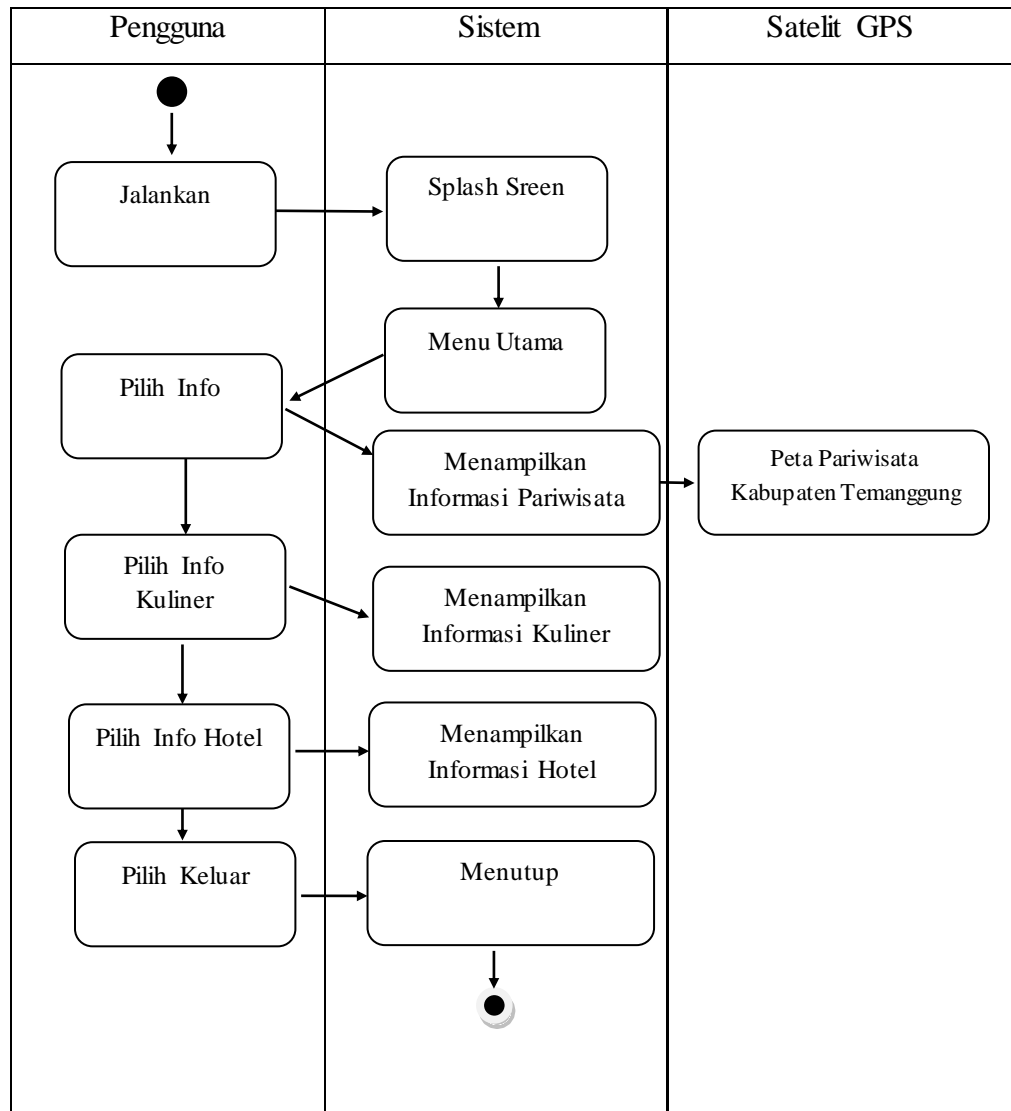 Pengguna
Sistem
Satelit GPS
Jalankan
Splash Sreen
Menu Utama
Pilih Info
Menampilkan
Informasi Pariwisata
Peta Pariwisata
Kabupaten Temanggung
Pilih Info
Kuliner
Menampilkan
Informasi Kuliner
Pilih Info Hotel
Menampilkan
Informasi Hotel
Pilih Keluar
Menutup